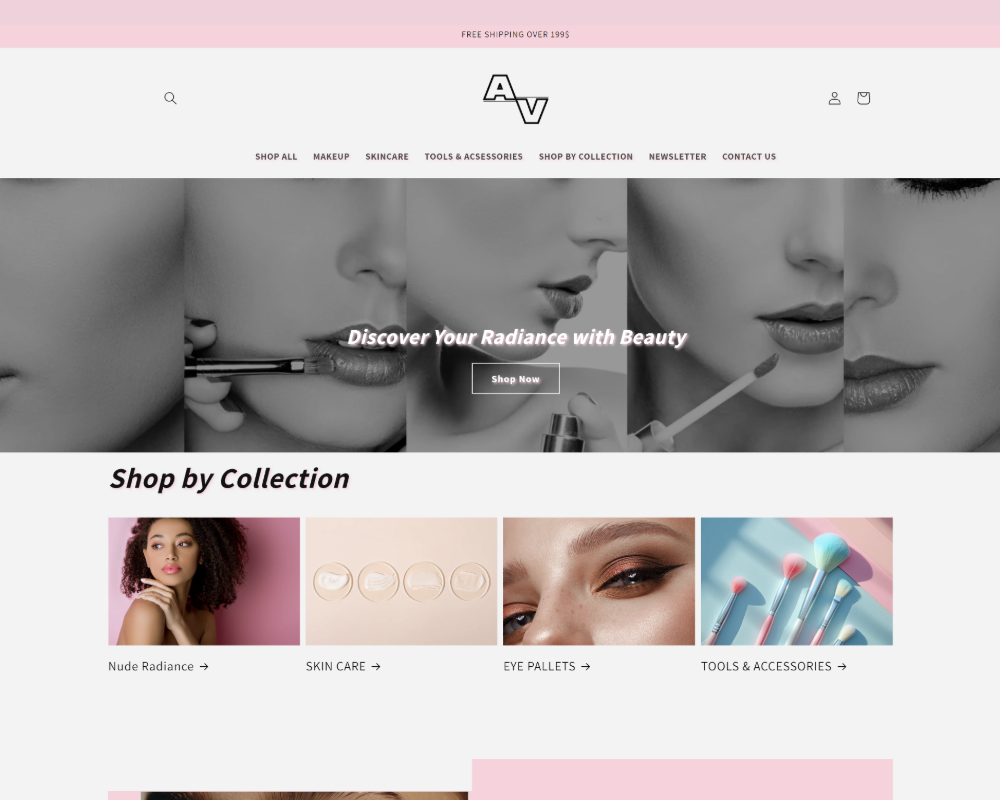 FREE SHIPPING OVER 199$
AV
SHOP ALL MAKEUP SKINCARE TOOLS & ACSESSORIES SHOP BY COLLECTION NEWSLETTER CONTACT US
Discover Your Radiance with Beauty
Shop Now
Shop by Collection
Nude Radiance → SKIN CARE → EYE PALLETS → TOOLS & ACCESSORIES →